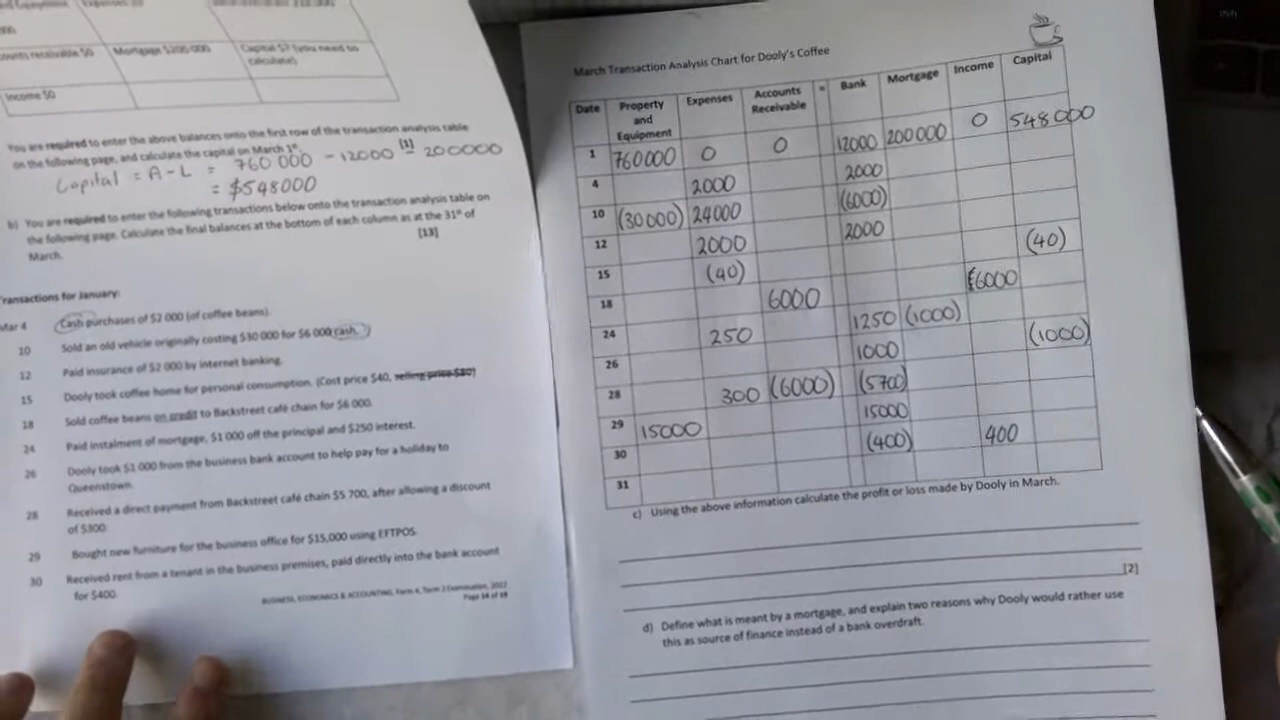 Expenses
ounts receivable $0 Mortgage $200 000 Capital $? (you need to
calculate)
Income $0
You are required to enter the above balances onto the first row of the transaction analysis table
on the following page, and calculate the capital on March 1st. [1]
Capital = A-L = 760 000 - 12000 - 200000
= $548000
b) You are required to enter the following transactions below onto the transaction analysis table on
the following page. Calculate the final balances at the bottom of each column as at the 31st of
March. [13]
Transactions for January:
Mar 4 Cash purchases of $2 000 (of coffee beans).
10 Sold an old vehicle originally costing $30 000 for $6 000 cash.
12 Paid insurance of $2 000 by internet banking.
15 Dooly took coffee home for personal consumption. (Cost price $40, selling price $80)
18 Sold coffee beans on credit to Backstreet café chain for $6 000.
24 Paid instalment of mortgage, $1 000 off the principal and $250 interest.
26 Dooly took $1 000 from the business bank account to help pay for a holiday to
Queenstown.
28 Received a direct payment from Backstreet café chain $5 700, after allowing a discount
of $300.
29 Bought new furniture for the business office for $15,000 using EFTPOS.
30 Received rent from a tenant in the business premises, paid directly into the bank account
for $400.
BUSINESS, ECONOMICS & ACCOUNTING, Form 4, Term 2 Examination, 2022
Page 14 of 18
March Transaction Analysis Chart for Dooly's Coffee
Date Property and Equipment Expenses Accounts Receivable = Bank Mortgage Income Capital
1 760000 0 0 12000 200000 0 548000
4 2000 2000
10 (30000) 24000 (6000)
12 2000 2000
15 (40) (40)
18 6000 6000
24 250 1250 (1000)
26 1000 (1000)
28 300 (6000) (5700)
29 15000 15000
30 (400) 400
31
c) Using the above information calculate the profit or loss made by Dooly in March.
[2]
d) Define what is meant by a mortgage, and explain two reasons why Dooly would rather use
this as source of finance instead of a bank overdraft.